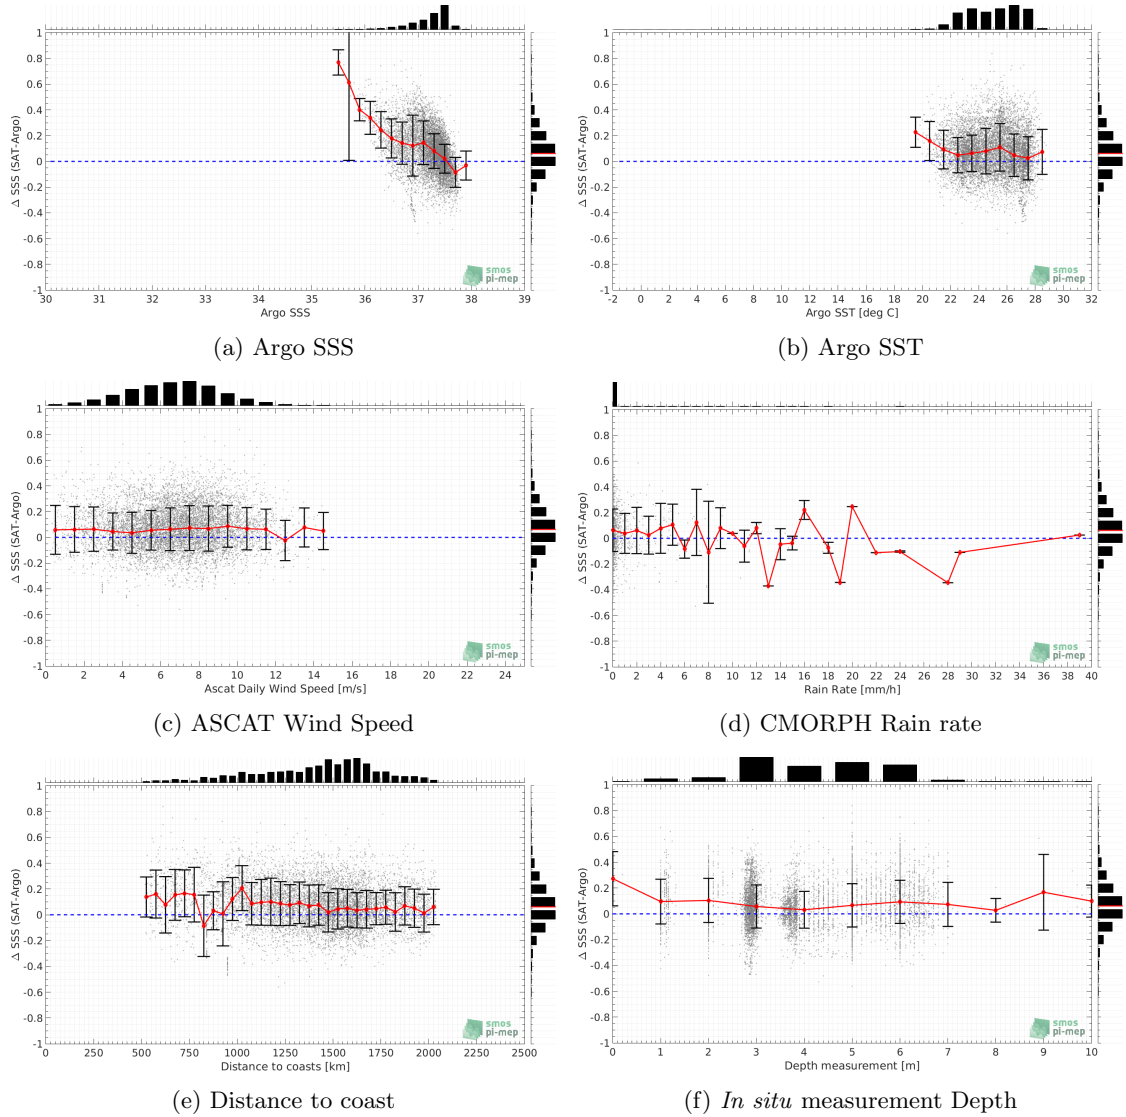 1
0.8
0.6
0.4
0.2
0
-0.2
-0.4
-0.6
-0.8
-1
Δ SSS (SAT-Argo)
30 31 32 33 34 35 36 37 38 39
Argo SSS
smos
pi-mep
(a) Argo SSS
1
0.8
0.6
0.4
0.2
0
-0.2
-0.4
-0.6
-0.8
-1
Δ SSS (SAT-Argo)
-2 0 2 4 6 8 10 12 14 16 18 20 22 24 26 28 30 32
Argo SST [deg C]
smos
pi-mep
(b) Argo SST
1
0.8
0.6
0.4
0.2
0
-0.2
-0.4
-0.6
-0.8
-1
Δ SSS (SAT-Argo)
0 2 4 6 8 10 12 14 16 18 20 22 24
Ascat Daily Wind Speed [m/s]
smos
pi-mep
(c) ASCAT Wind Speed
1
0.8
0.6
0.4
0.2
0
-0.2
-0.4
-0.6
-0.8
-1
Δ SSS (SAT-Argo)
0 2 4 6 8 10 12 14 16 18 20 22 24 26 28 30 32 34 36 38 40
Rain Rate [mm/h]
smos
pi-mep
(d) CMORPH Rain rate
1
0.8
0.6
0.4
0.2
0
-0.2
-0.4
-0.6
-0.8
-1
Δ SSS (SAT-Argo)
0 250 500 750 1000 1250 1500 1750 2000 2250 2500
Distance to coasts [km]
smos
pi-mep
(e) Distance to coast
1
0.8
0.6
0.4
0.2
0
-0.2
-0.4
-0.6
-0.8
-1
Δ SSS (SAT-Argo)
0 1 2 3 4 5 6 7 8 9 10
Depth measurement [m]
smos
pi-mep
(f) In situ measurement Depth